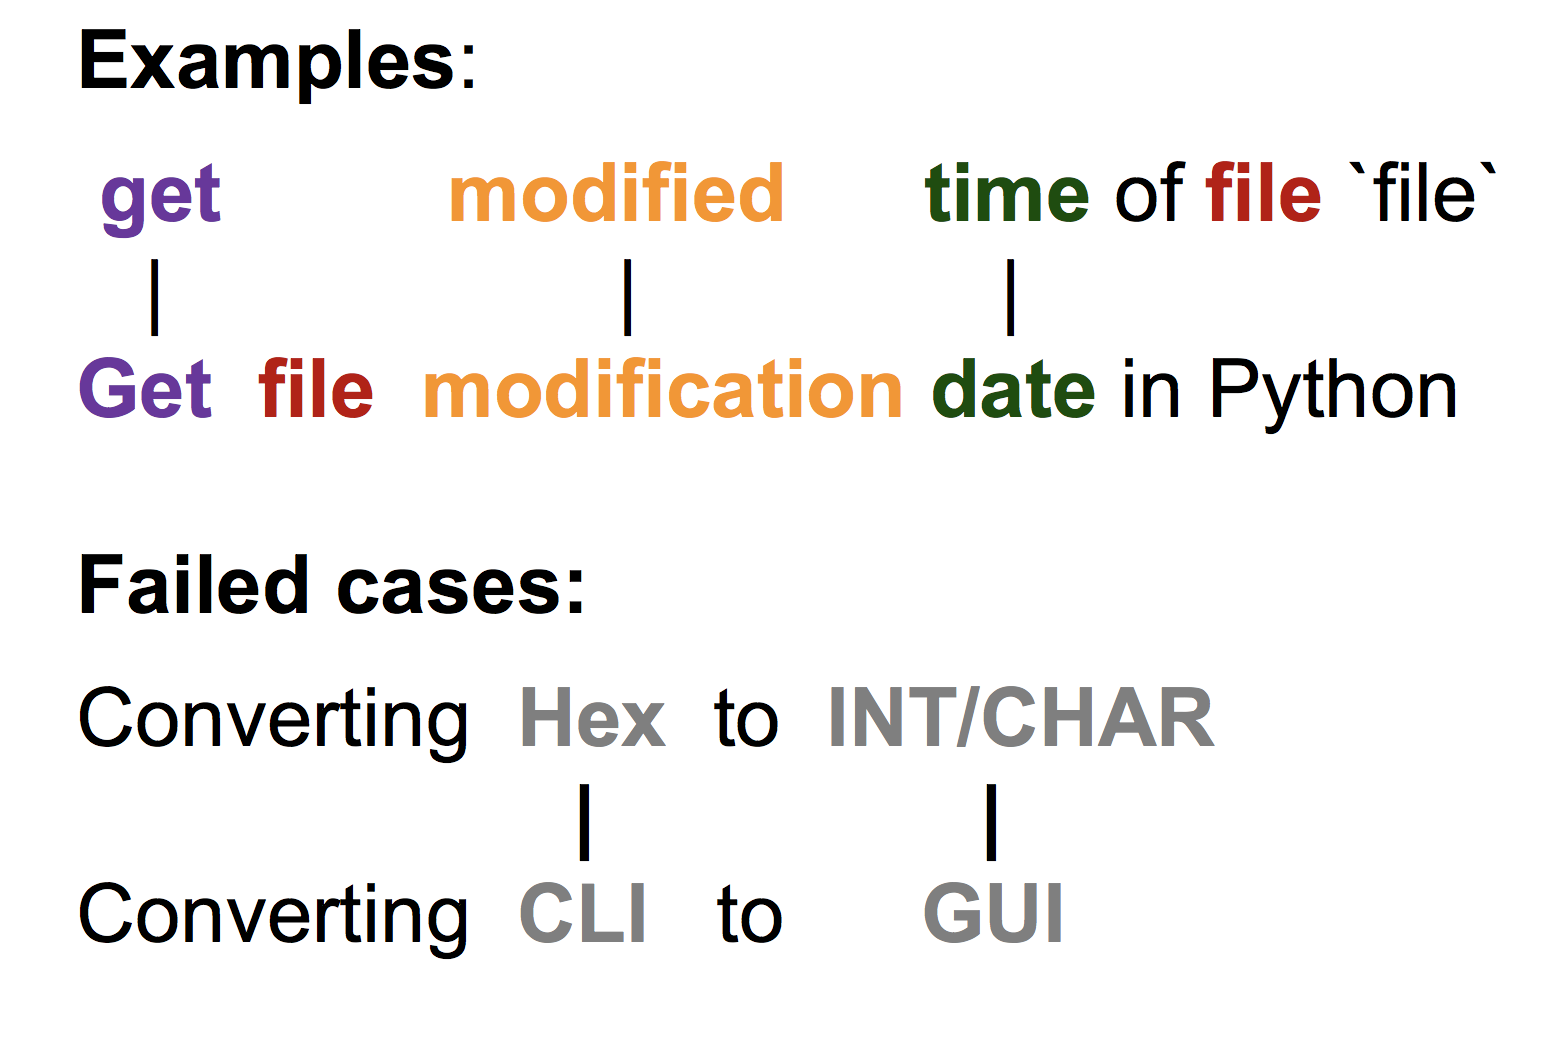 Examples:
get modified time of file `file`
| | |
Get file modification date in Python
Failed cases:
Converting Hex to INT/CHAR
| |
Converting CLI to GUI